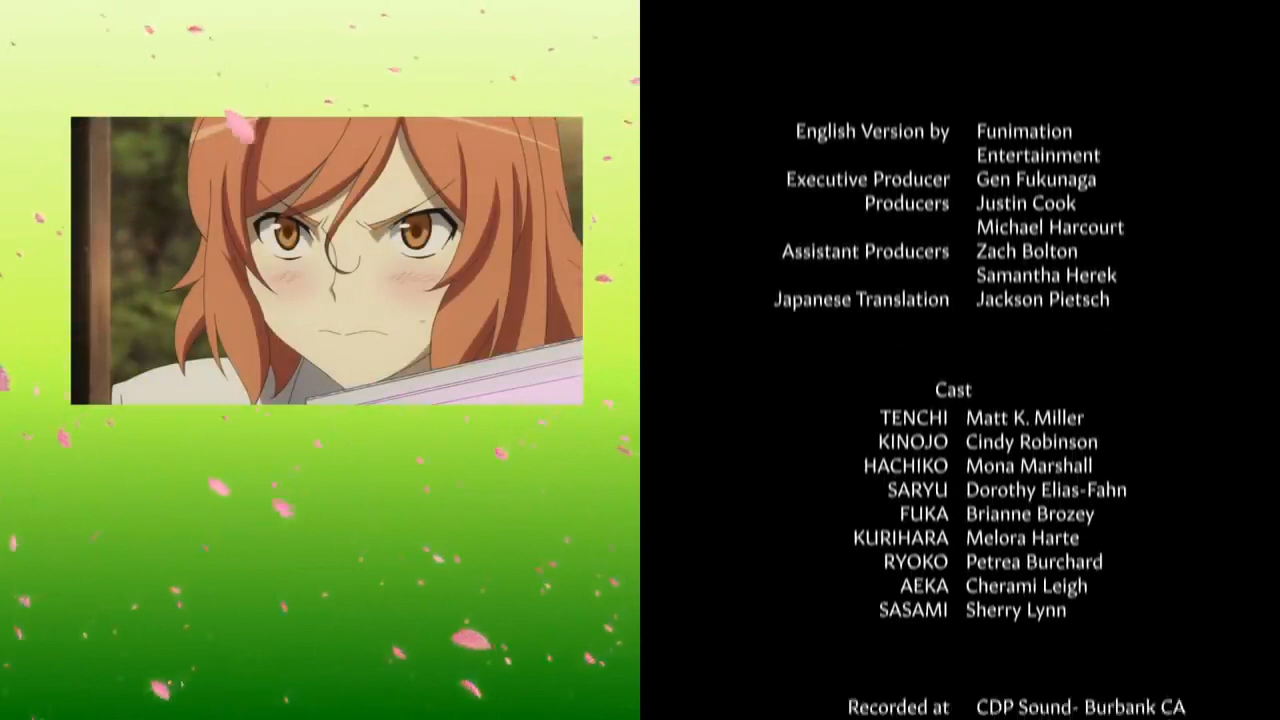 English Version by Funimation
Entertainment
Executive Producer Gen Fukunaga
Producers Justin Cook
Michael Harcourt
Assistant Producers Zach Bolton
Samantha Herek
Japanese Translation Jackson Pietsch
Cast
TENCHI Matt K. Miller
KINOJO Cindy Robinson
HACHIKO Mona Marshall
SARYU Dorothy Elias-Fahn
FUKA Brianne Brozey
KURIHARA Melora Harte
RYOKO Petrea Burchard
AEKA Cherami Leigh
SASAMI Sherry Lynn
Recorded at CDP Sound- Burbank CA